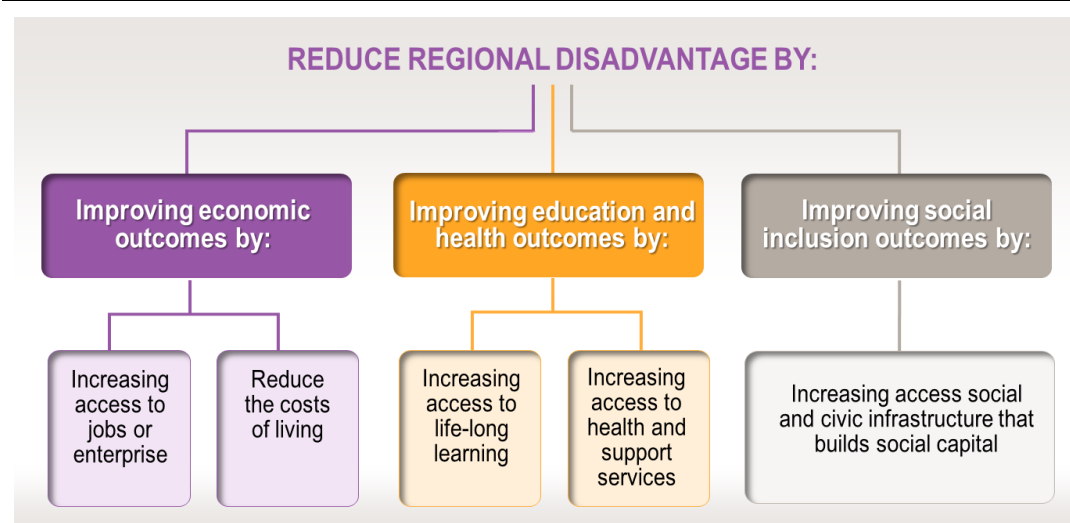 REDUCE REGIONAL DISADVANTAGE BY:
Improving economic
outcomes by:
Improving education and
health outcomes by:
Improving social
inclusion outcomes by:
Increasing
access to
jobs or
enterprise
Reduce
the costs
of living
Increasing
access to
life-long
learning
Increasing
access to
health and
support
services
Increasing access social
and civic infrastructure that
builds social capital